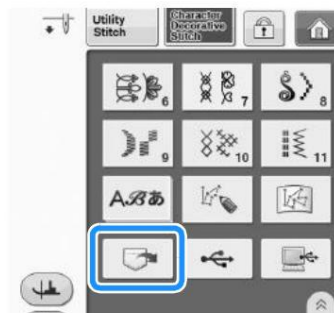 Utility
Stitch
Character
Decorative
Stitch
6
7
8
9
10
11
ABあ